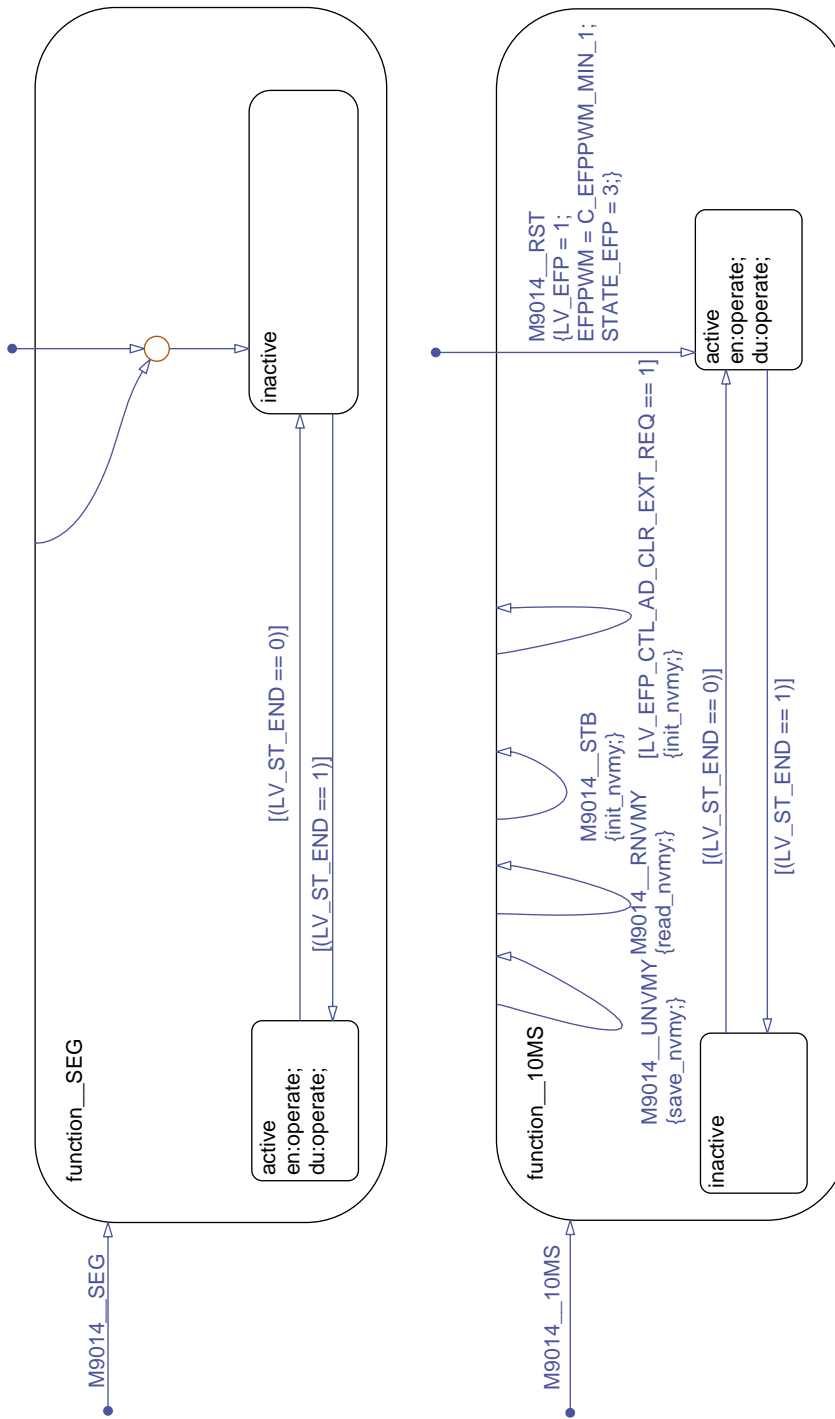 M9014__SEG
function__SEG
active
en:operate;
du:operate;
[(LV_ST_END == 0)]
[(LV_ST_END == 1)]
inactive
M9014__10MS
function__10MS
M9014__UNVMY
{save_nvmy;}
M9014__RNVMY
{read_nvmy;}
M9014__STB
{init_nvmy;}
[LV_EFP_CTL_AD_CLR_EXT_REQ == 1]
{init_nvmy;}
M9014__RST
{LV_EFP = 1;
EFPPWM = C_EFPPWM_MIN_1;
STATE_EFP = 3;}
inactive
[(LV_ST_END == 0)]
[(LV_ST_END == 1)]
active
en:operate;
du:operate;